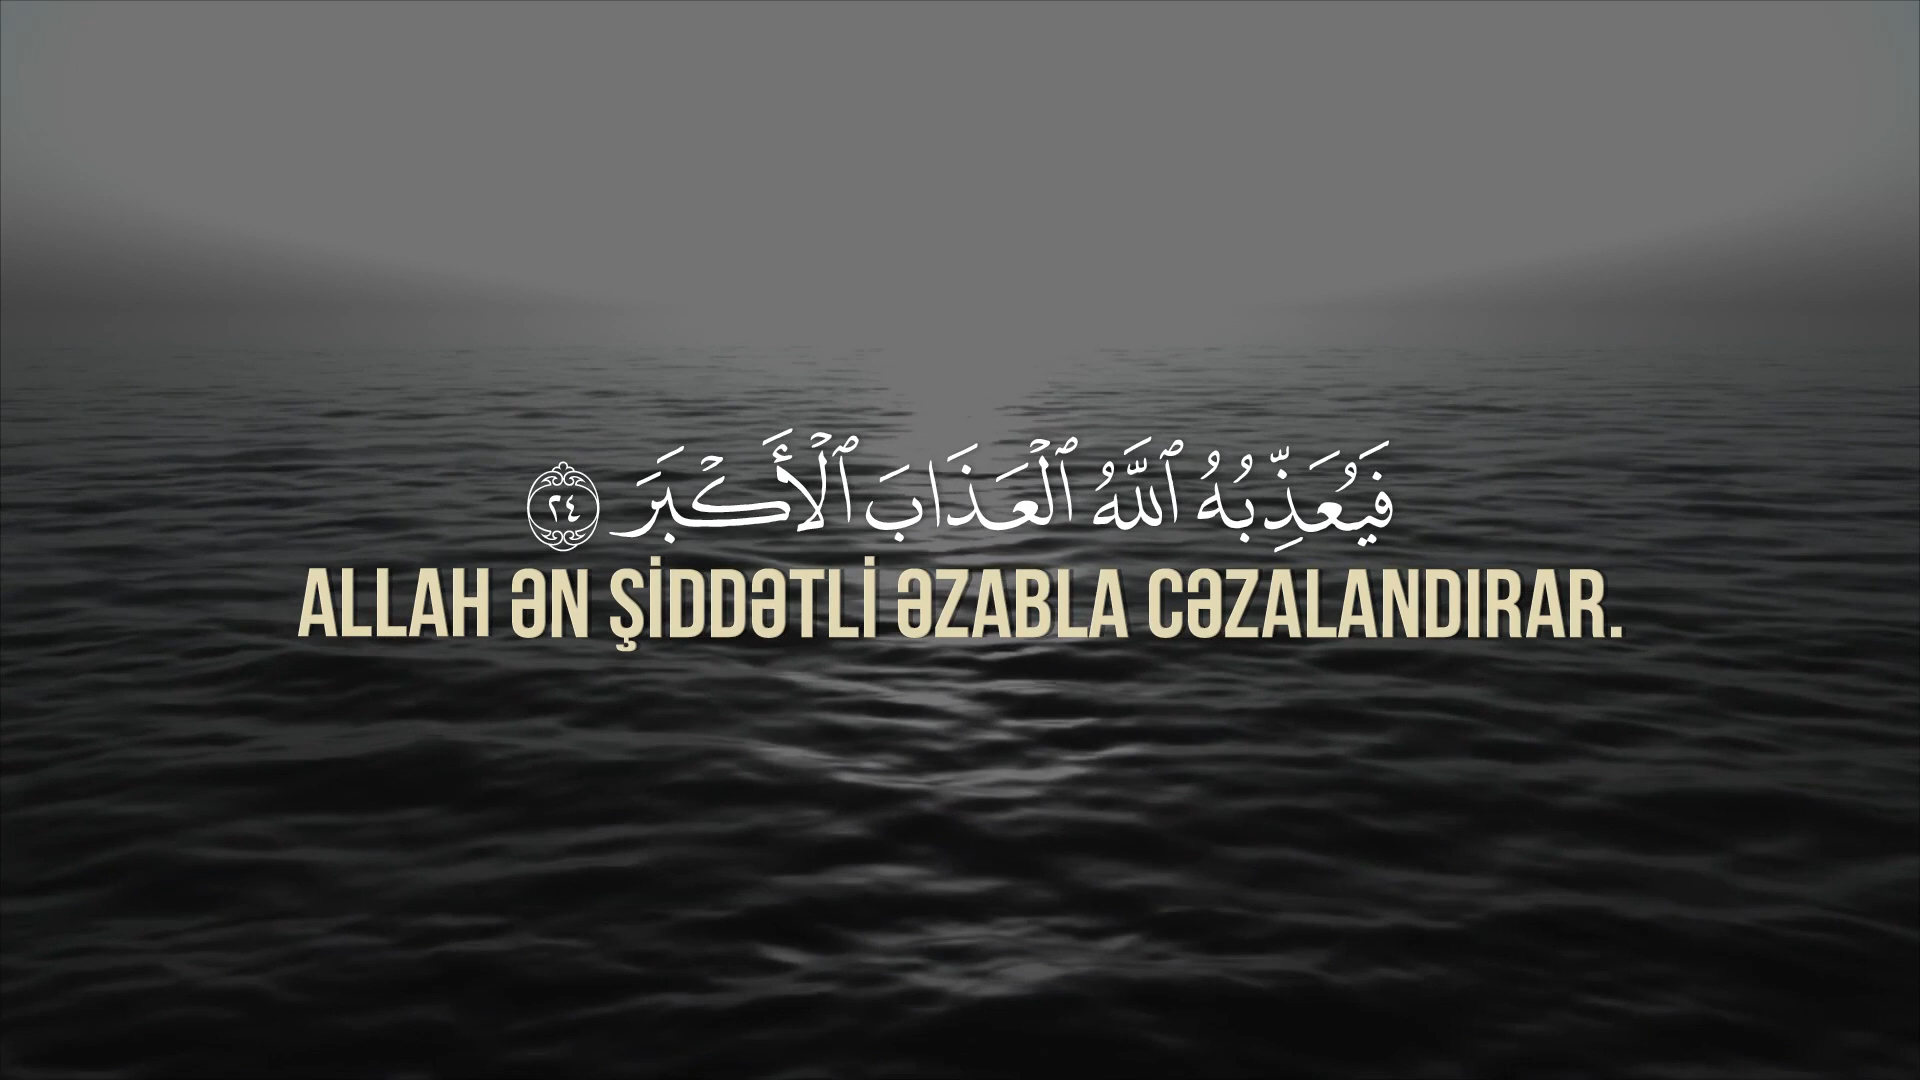 فَيُعَذِّبُهُ ٱللَّهُ ٱلْعَذَابَ ٱلْأَكْبَرَ ٢٤
ALLAH ƏN ŞİDDƏTLİ ƏZABLA CƏZALANDIRAR.